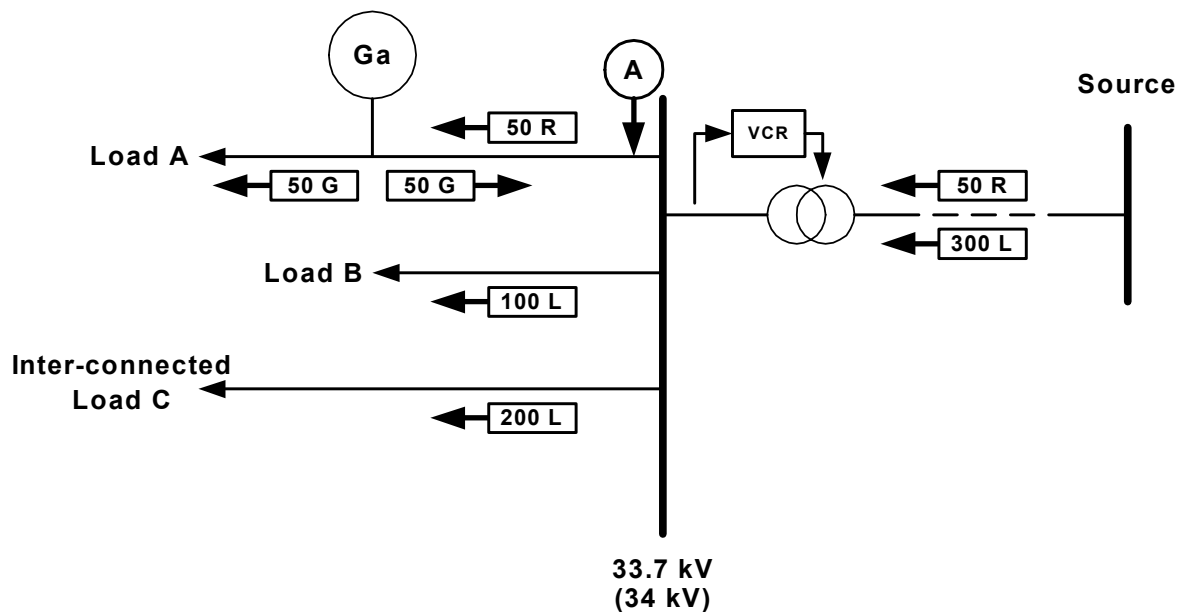 Ga
A
Source
50 R
VCR
Load A
50 R
50 G
50 G
Load B
300 L
100 L
Inter-connected
Load C
200 L
33.7 kV
(34 kV)